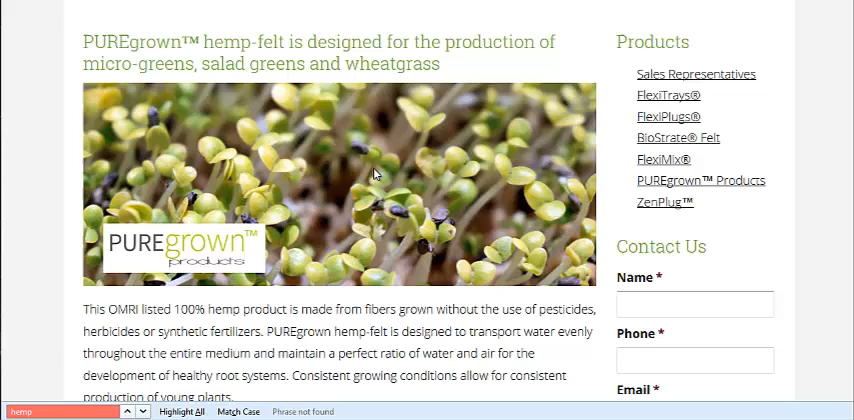 PUREgrown™ hemp-felt is designed for the production of
micro-greens, salad greens and wheatgrass
PUREgrown™
products
This OMRI listed 100% hemp product is made from fibers grown without the use of pesticides,
herbicides or synthetic fertilizers. PUREgrown hemp-felt is designed to transport water evenly
throughout the entire medium and maintain a perfect ratio of water and air for the
development of healthy root systems. Consistent growing conditions allow for consistent
production of young plants.
Products
Sales Representatives
FlexiTrays®
FlexiPlugs®
BioStrate® Felt
FlexiMix®
PUREgrown™ Products
ZenPlug™
Contact Us
Name *
Phone *
Email *
hemp
Highlight All
Match Case
Phrase not found